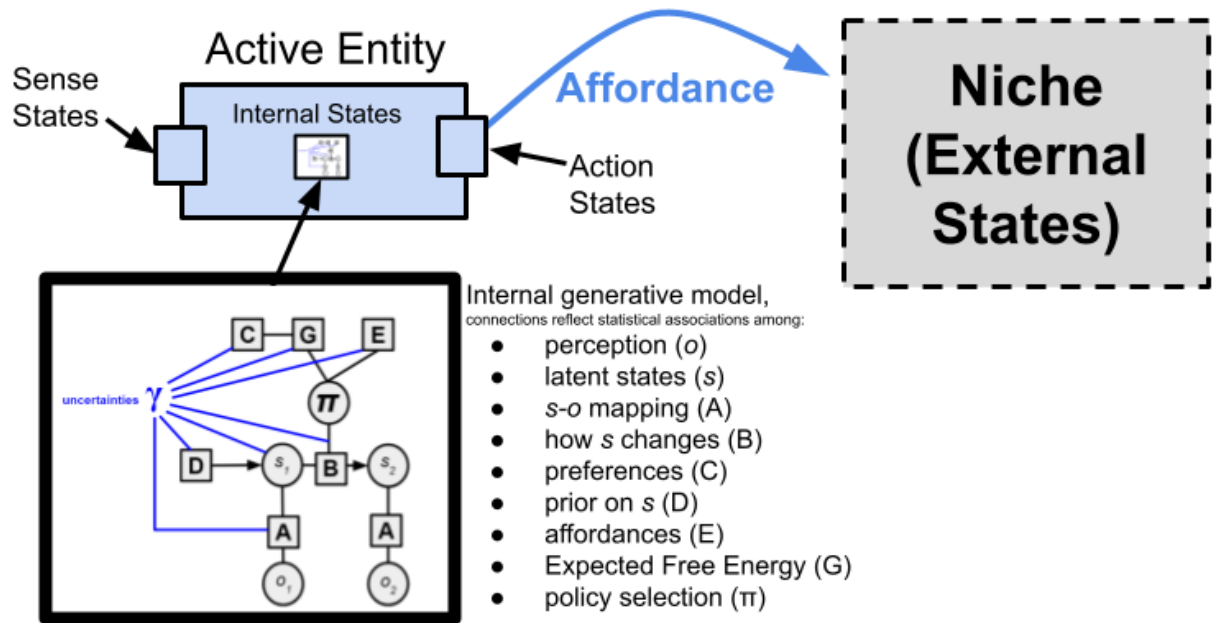 Active Entity
Sense
States
Internal States
Affordance
Action
States
Niche
(External
States)
C
G
E
uncertainties γ
π
D
s1
B
s2
A
A
o1
o2
Internal generative model,
connections reflect statistical associations among:
● perception (o)
● latent states (s)
● s-o mapping (A)
● how s changes (B)
● preferences (C)
● prior on s (D)
● affordances (E)
● Expected Free Energy (G)
● policy selection (π)